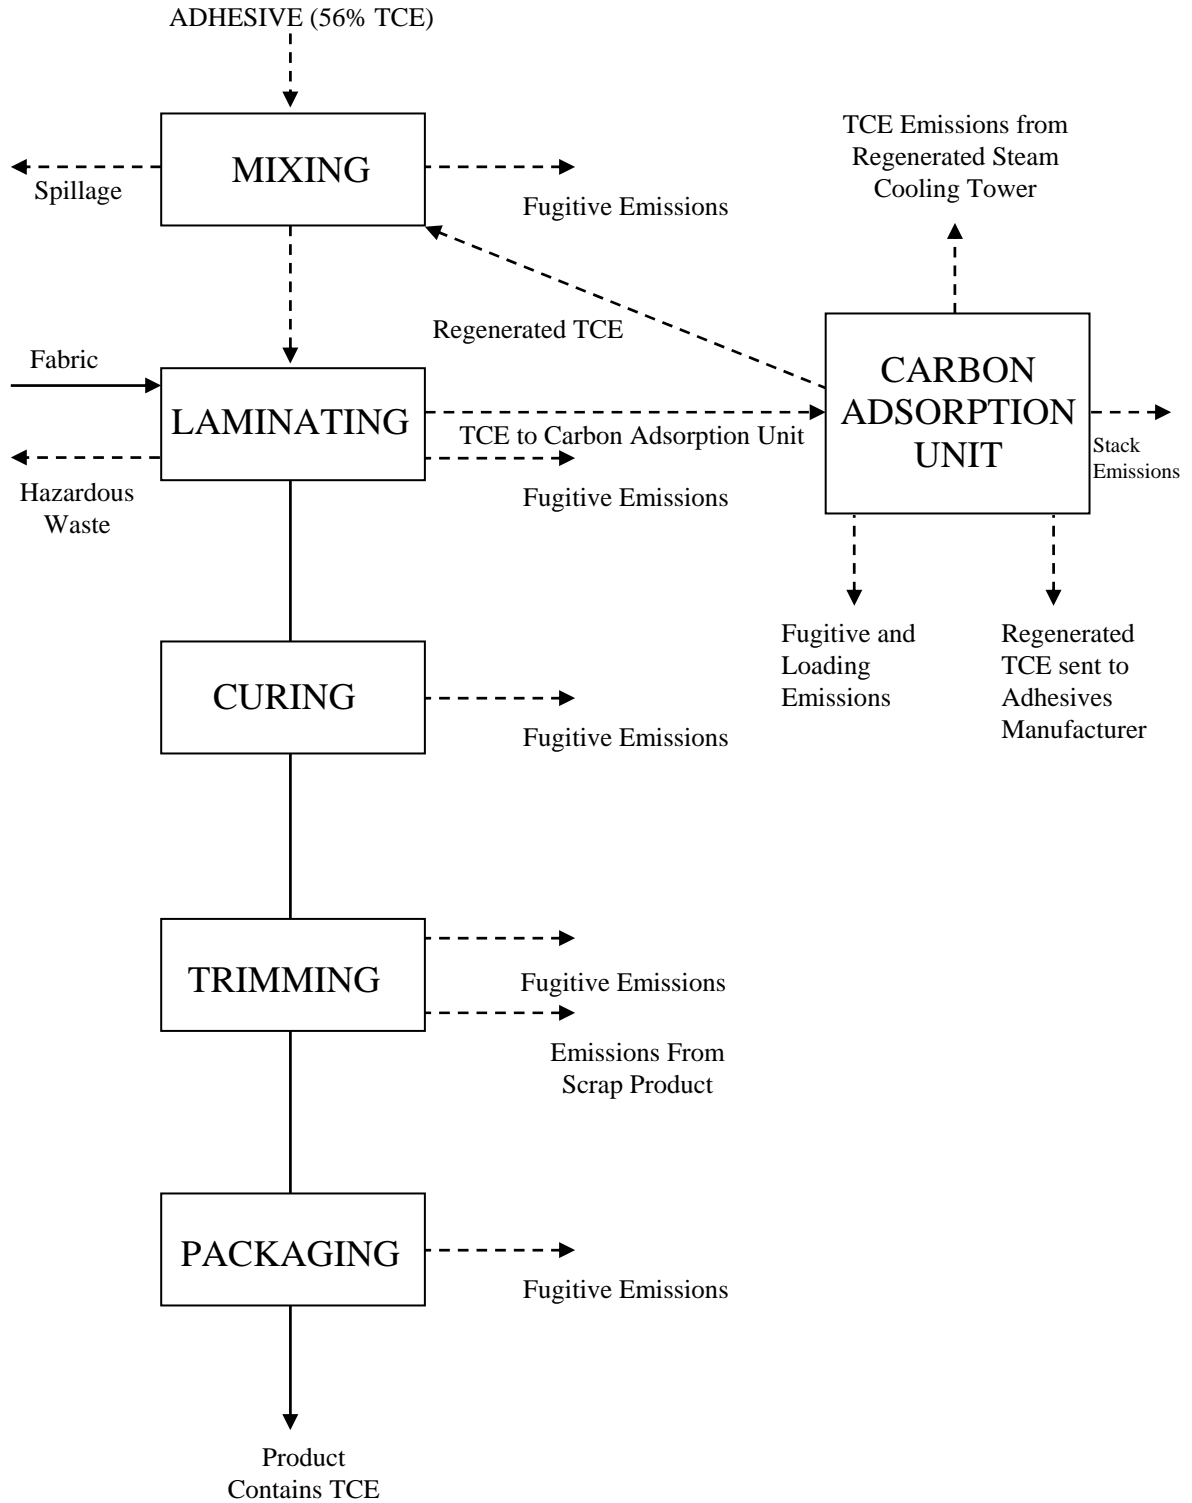 ADHESIVE (56% TCE)
MIXING
Spillage
Fugitive Emissions
TCE Emissions from
Regenerated Steam
Cooling Tower
Regenerated TCE
Fabric
LAMINATING
TCE to Carbon Adsorption Unit
Fugitive Emissions
Hazardous
Waste
CARBON
ADSORPTION
UNIT
Stack
Emissions
Fugitive and
Loading
Emissions
Regenerated
TCE sent to
Adhesives
Manufacturer
CURING
Fugitive Emissions
TRIMMING
Fugitive Emissions
Emissions From
Scrap Product
PACKAGING
Fugitive Emissions
Product
Contains TCE